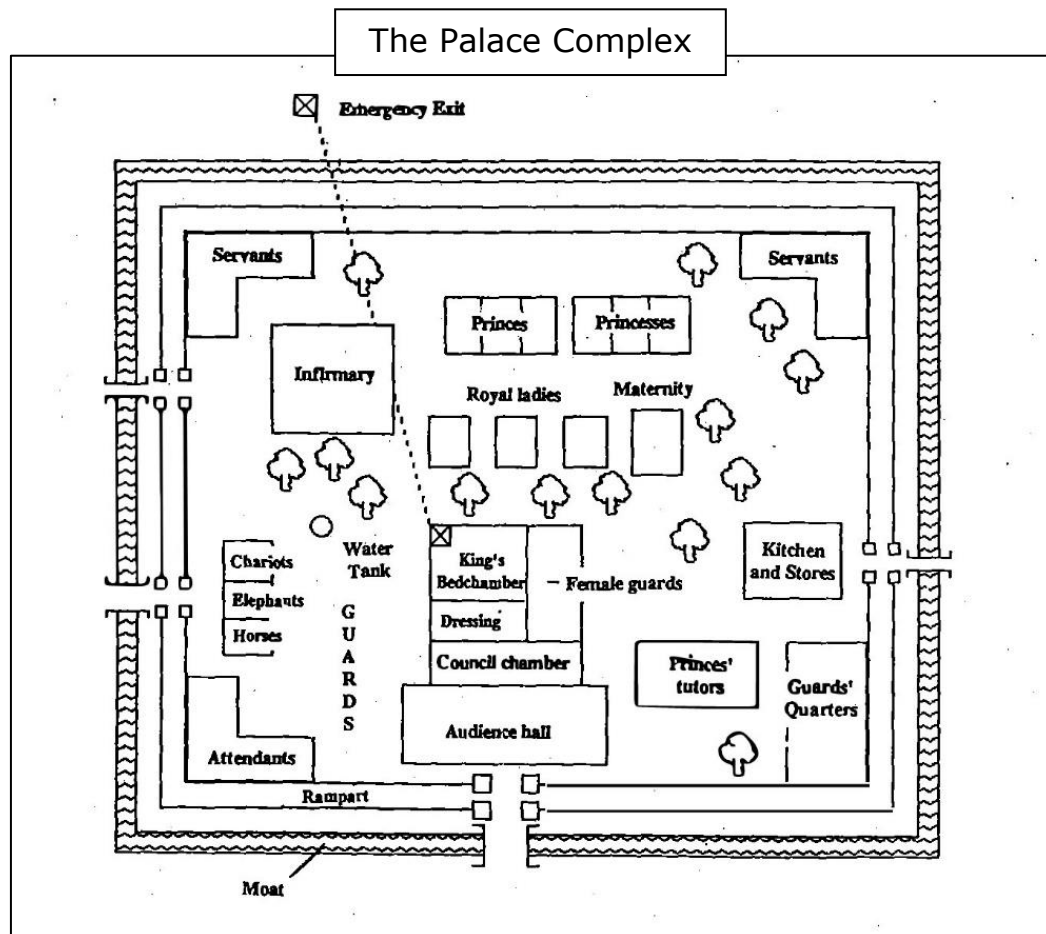 The Palace Complex
Emergency Exit
Servants
Servants
Princes
Princesses
Infirmary
Royal ladies
Maternity
Water
Tank
King's
Bedchamber
Female guards
Kitchen
and Stores
Chariots
Elephants
Horses
G
U
A
R
D
S
Dressing
Council chamber
Princes'
tutors
Guards'
Quarters
Audience hall
Attendants
Rampart
Moat